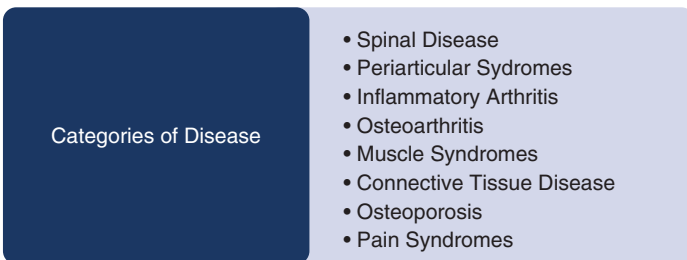 Categories of Disease
• Spinal Disease
• Periarticular Sydromes
• Inflammatory Arthritis
• Osteoarthritis
• Muscle Syndromes
• Connective Tissue Disease
• Osteoporosis
• Pain Syndromes